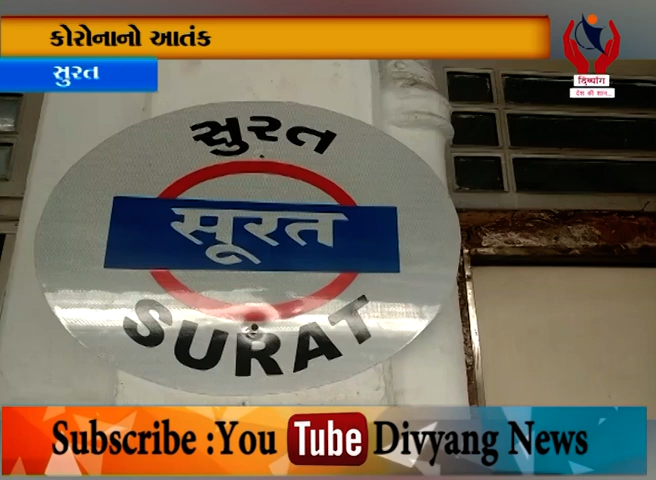 કોરોનાનો આતંક
સુરત
दिव्यांग
देश की शान...
સુરત
सूरत
SURAT
Subscribe :You Tube Divyang News